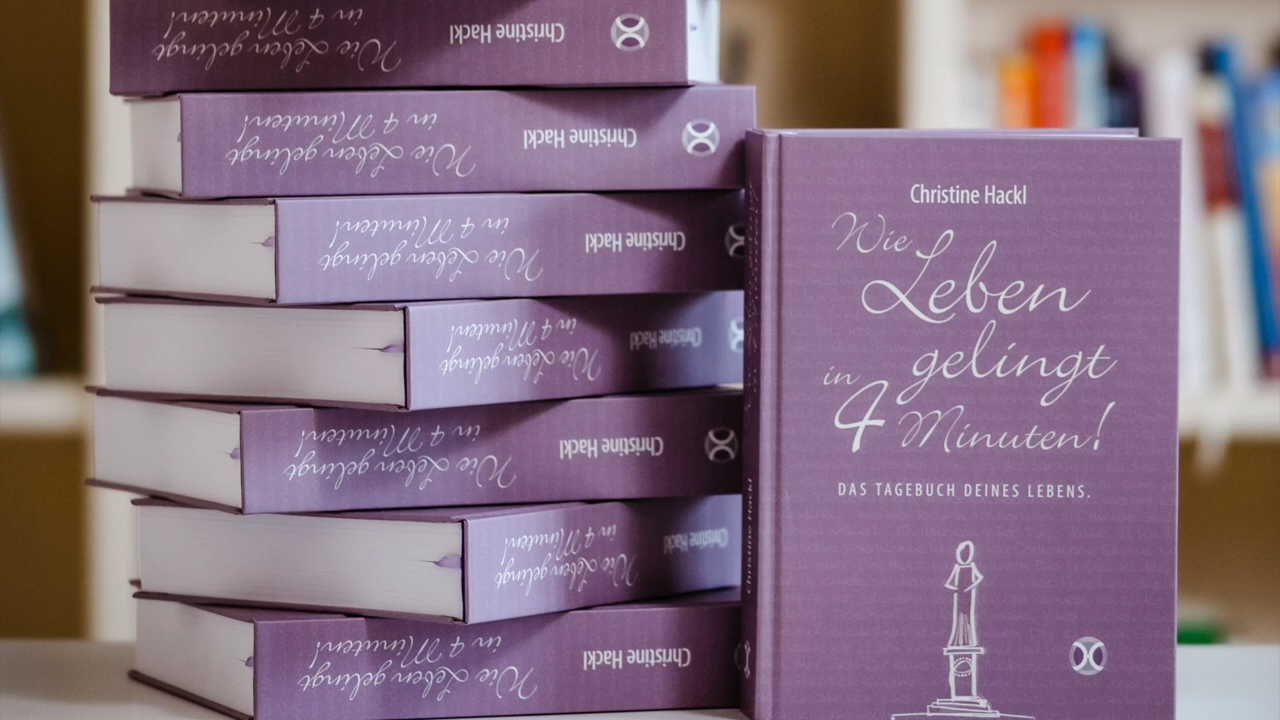 Wie Leben gelingt
in 4 Minuten!
Christine Hackl
Wie Leben gelingt
in 4 Minuten!
Christine Hackl
Wie Leben gelingt
in 4 Minuten!
Christine Hackl
Wie Leben gelingt
in 4 Minuten!
Christine Hackl
Wie Leben gelingt
in 4 Minuten!
Christine Hackl
Wie Leben gelingt
in 4 Minuten!
Christine Hackl
Wie Leben gelingt
in 4 Minuten!
Christine Hackl
Christine Hackl
Christine Hackl
Wie
Leben
gelingt
in 4 Minuten!
DAS TAGEBUCH DEINES LEBENS.